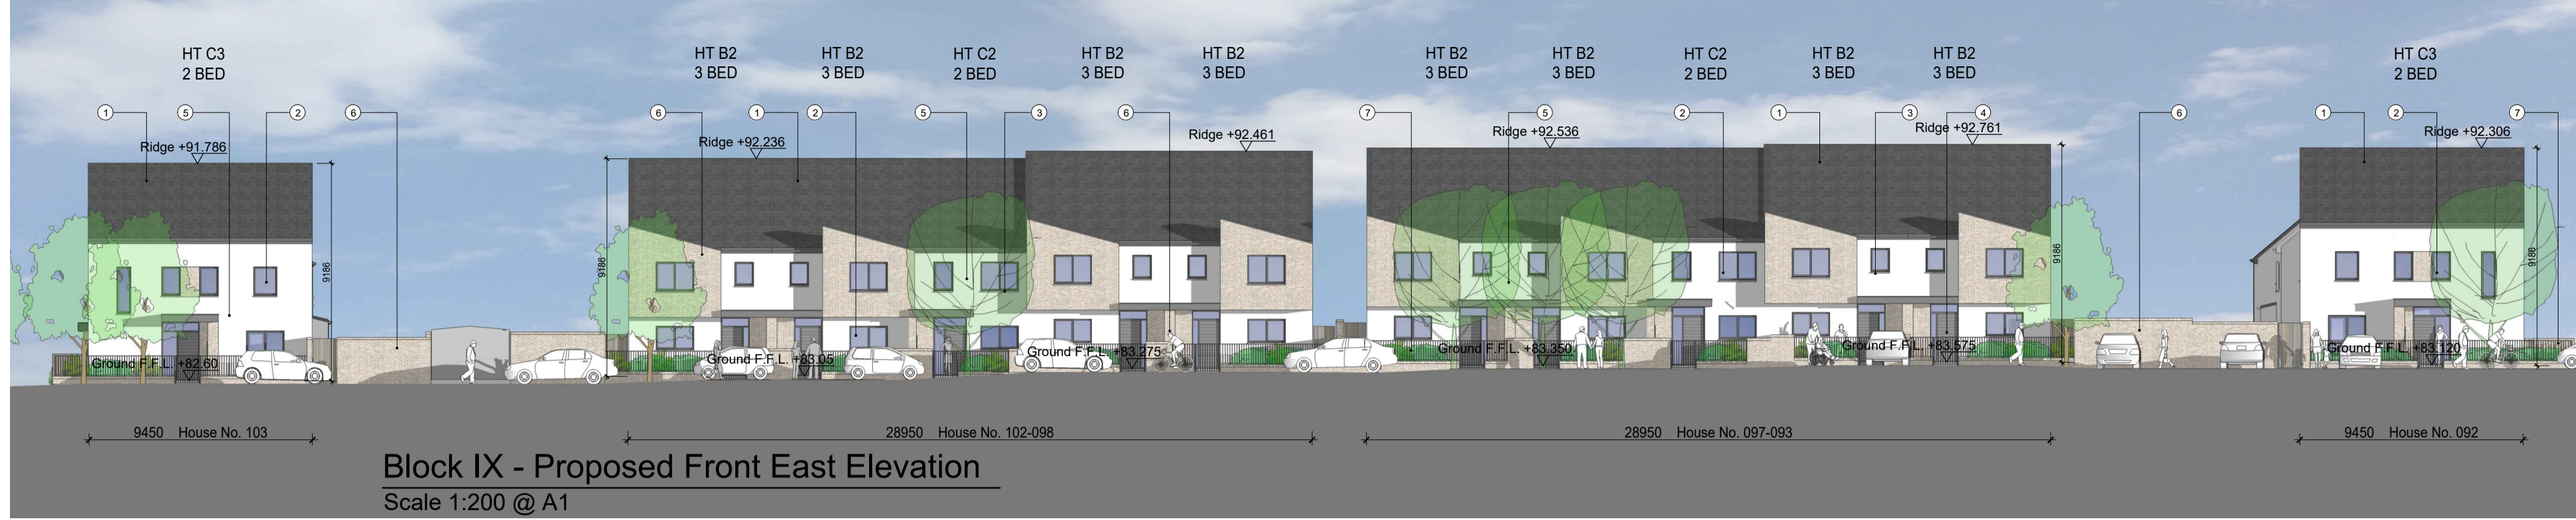 HT C3
2 BED
HT B2
3 BED
HT B2
3 BED
HT C2
2 BED
HT B2
3 BED
HT B2
3 BED
HT B2
3 BED
HT B2
3 BED
HT C2
2 BED
HT B2
3 BED
HT B2
3 BED
HT C3
2 BED
1
5
2
6
6
1
2
5
3
6
7
5
2
1
3
4
6
1
2
7
Ridge +91.786
Ridge +92.236
Ridge +92.461
Ridge +92.536
Ridge +92.761
Ridge +92.306
9186
9186
9186
9186
Ground F.F.L. +82.60
Ground F.F.L. +83.05
Ground F.F.L. +83.275
Ground F.F.L. +83.350
Ground F.F.L. +83.575
Ground F.F.L. +83.120
9450 House No. 103
28950 House No. 102-098
28950 House No. 097-093
9450 House No. 092
Block IX - Proposed Front East Elevation
Scale 1:200 @ A1